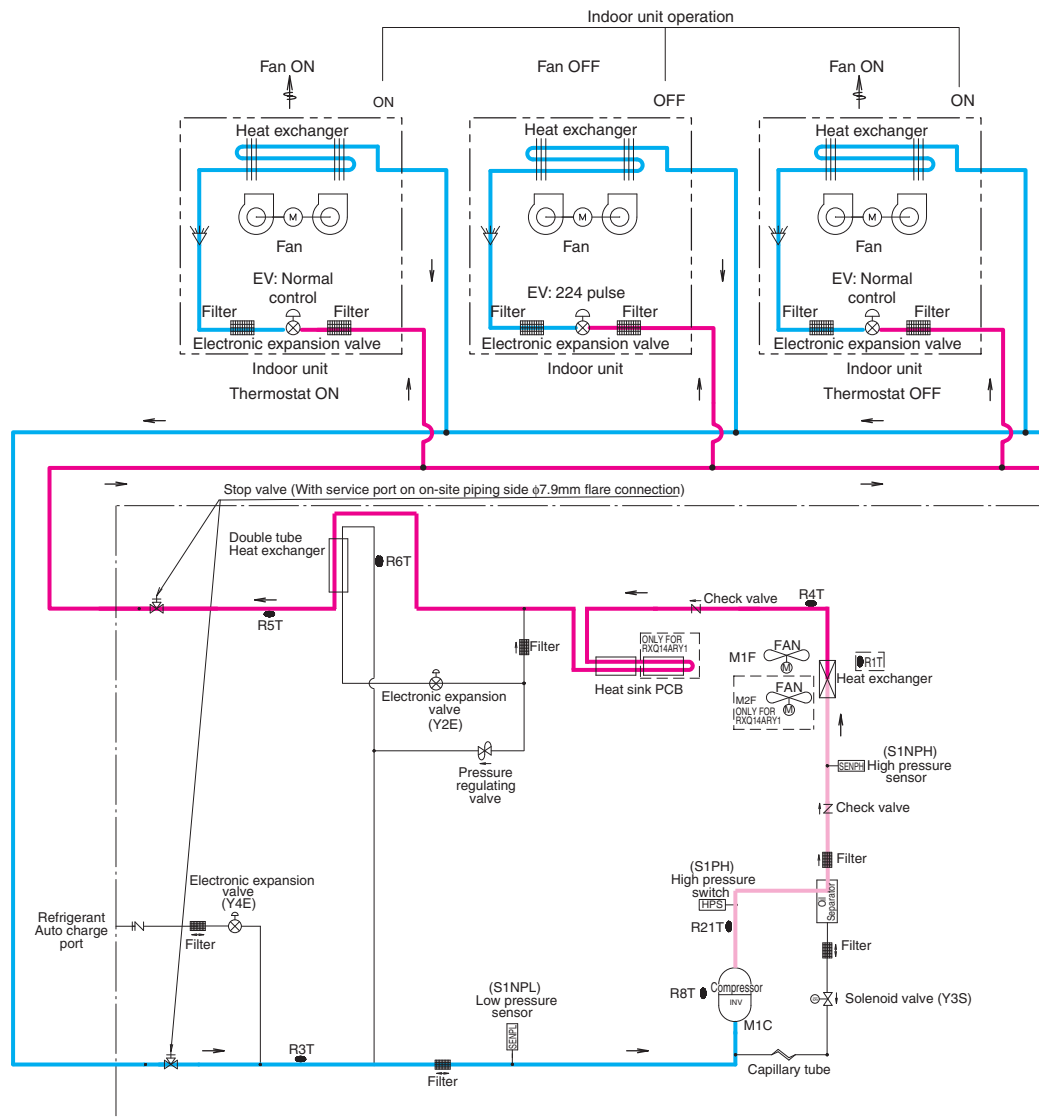 Indoor unit operation
Fan ON
Fan OFF
Fan ON
ON
OFF
ON
Heat exchanger
Heat exchanger
Heat exchanger
M
M
M
Fan
Fan
Fan
EV: Normal
control
EV: 224 pulse
EV: Normal
control
Filter
Filter
Filter
Filter
Filter
Filter
Electronic expansion valve
Electronic expansion valve
Electronic expansion valve
Indoor unit
Indoor unit
Indoor unit
Thermostat ON
Thermostat OFF
Stop valve (With service port on on-site piping side ϕ7.9mm flare connection)
Double tube
Heat exchanger
R6T
R5T
Check valve
R4T
Filter
ONLY FOR
RXQ14ARY1
Heat sink PCB
M1F
FAN
M
R1T
Heat exchanger
M2F
FAN
M
ONLY FOR
RXQ14ARY1
Electronic expansion
valve
(Y2E)
Pressure
regulating
valve
(S1NPH)
SENPH
High pressure
sensor
Check valve
Filter
(S1PH)
High pressure
switch
HPS
Oil
Separator
R21T
Filter
Electronic expansion
valve
(Y4E)
Refrigerant
Auto charge
port
Filter
R8T
Compressor
INV
M1C
Solenoid valve (Y3S)
(S1NPL)
Low pressure
sensor
SENPL
R3T
Filter
Capillary tube